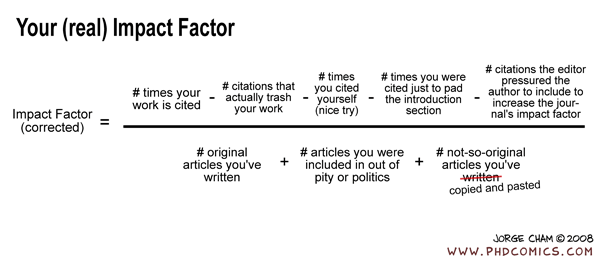 Your (real) Impact Factor
Impact Factor
(corrected)
=
# times your
work is cited
-
# citations that
actually trash
your work
-
# times
you cited
yourself
(nice try)
-
# times you were
cited just to pad
the introduction
section
-
# citations the editor
pressured the
author to include to
increase the jour-
nal's impact factor
# original
articles you've
written
+
# articles you were
included in out of
pity or politics
+
# not-so-original
articles you've
written
copied and pasted
JORGE CHAM © 2008
WWW.PHDCOMICS.COM